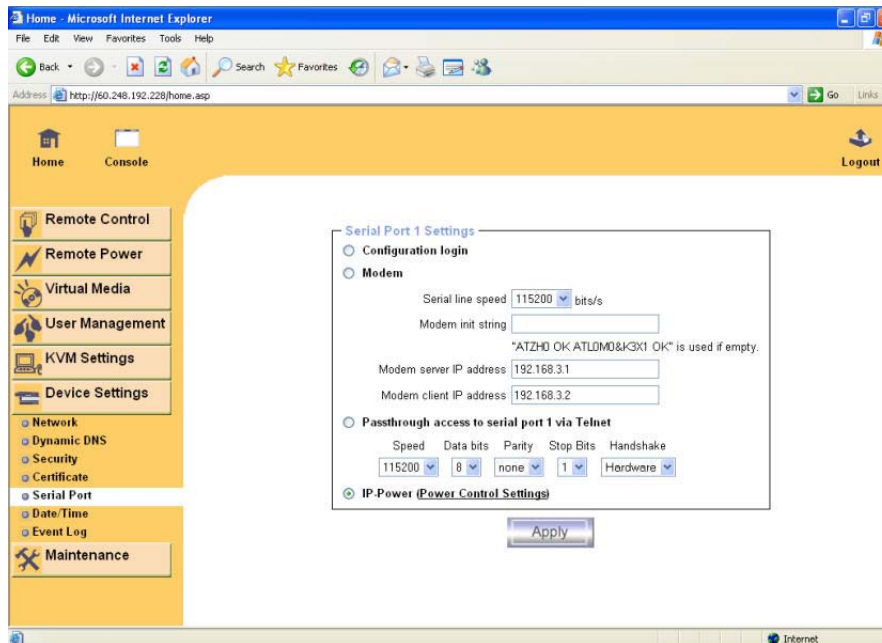 Home - Microsoft Internet Explorer
File Edit View Favorites Tools Help
Back Search Favorites
Address http://60.248.192.228/home.asp Go Links
Home Console Logout
Remote Control
Remote Power
Virtual Media
User Management
KVM Settings
Device Settings
Network
Dynamic DNS
Security
Certificate
Serial Port
Date/Time
Event Log
Maintenance
Serial Port 1 Settings
Configuration login
Modem
Serial line speed 115200 bits/s
Modem init string
"ATZH0 OK ATL0M0&K3X1 OK" is used if empty.
Modem server IP address 192.168.3.1
Modem client IP address 192.168.3.2
Passthrough access to serial port 1 via Telnet
Speed Data bits Parity Stop Bits Handshake
115200 8 none 1 Hardware
IP-Power (Power Control Settings)
Apply
Internet